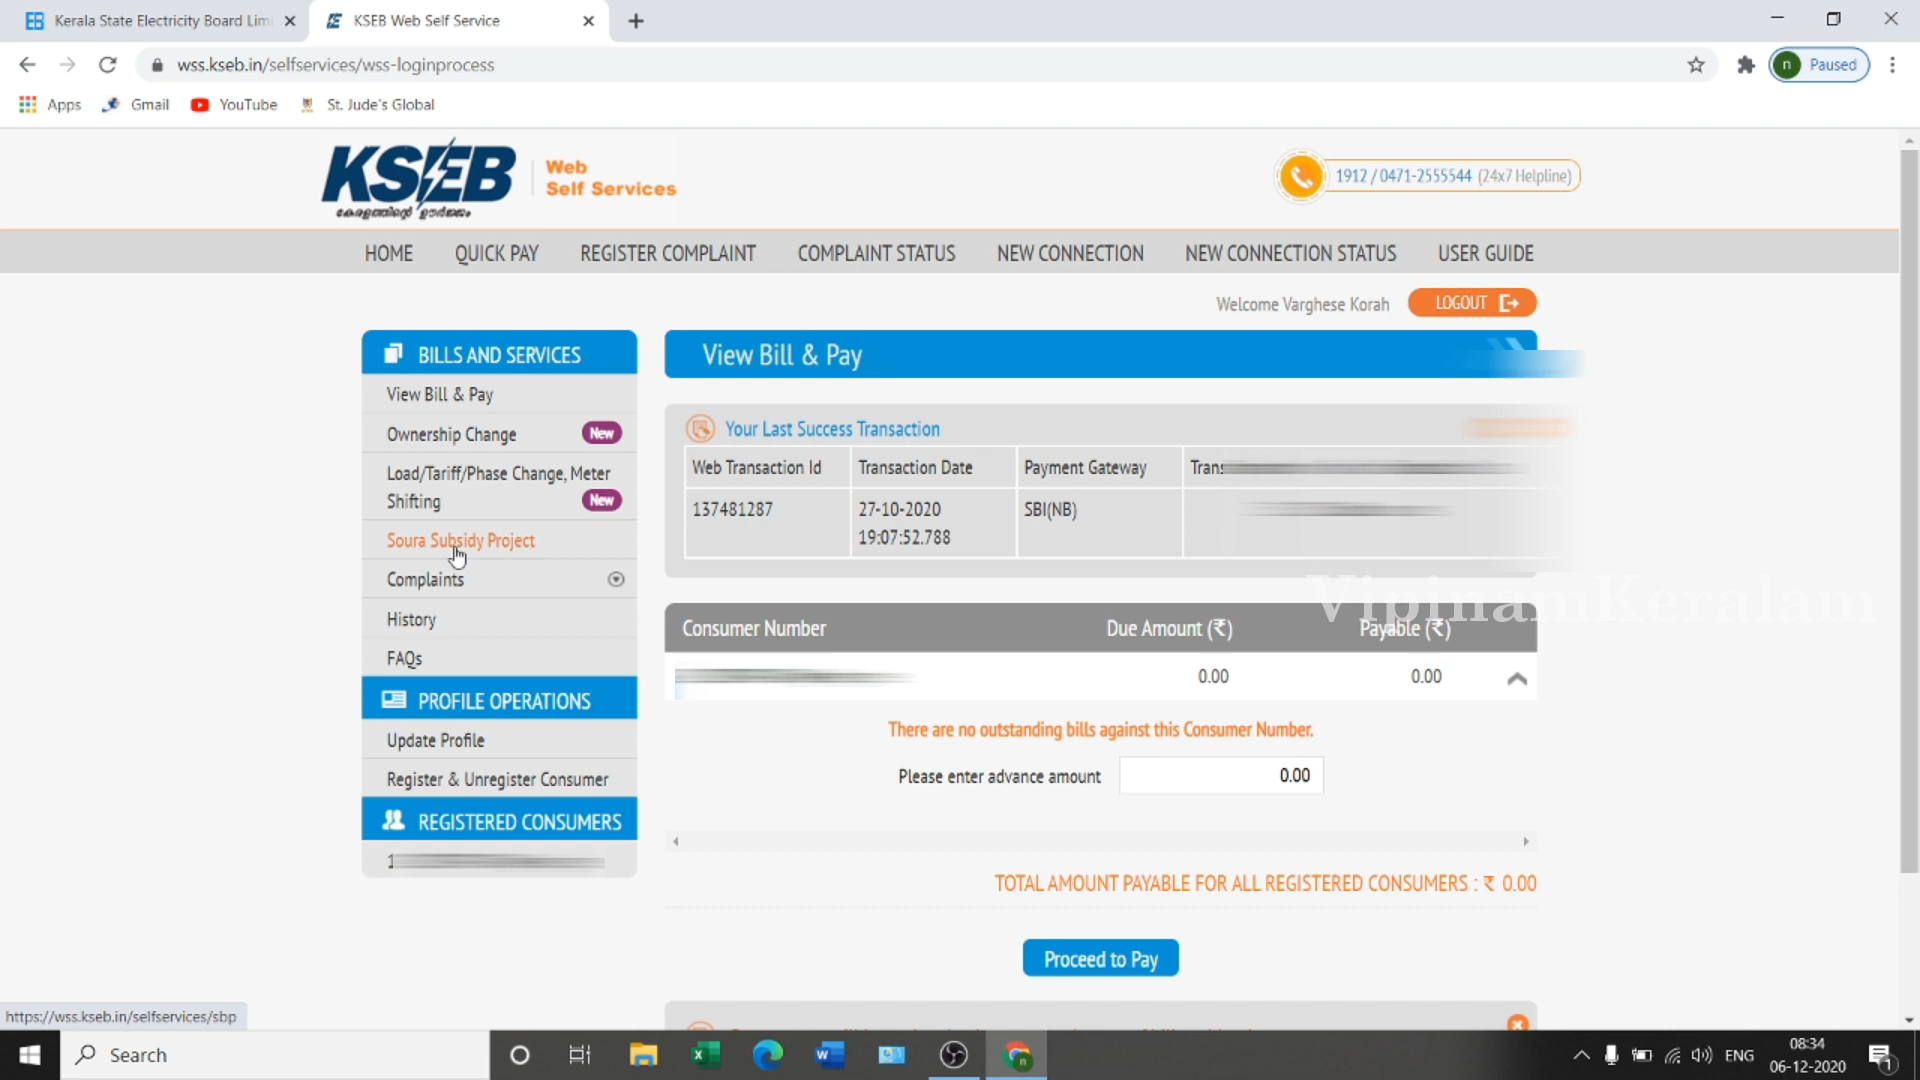 Kerala State Electricity Board Lim
KSEB Web Self Service
wss.kseb.in/selfservices/wss-loginprocess
n
Paused
Apps
Gmail
YouTube
St. Jude's Global
KSEB
കേരളത്തിന്റെ ഊർജ്ജം
Web
Self Services
1912 / 0471-2555544 (24x7 Helpline)
HOME
QUICK PAY
REGISTER COMPLAINT
COMPLAINT STATUS
NEW CONNECTION
NEW CONNECTION STATUS
USER GUIDE
Welcome Varghese Korah
LOGOUT
BILLS AND SERVICES
View Bill & Pay
Ownership Change New
Load/Tariff/Phase Change, Meter
Shifting New
Soura Subsidy Project
Complaints
History
FAQs
PROFILE OPERATIONS
Update Profile
Register & Unregister Consumer
REGISTERED CONSUMERS
1
View Bill & Pay
Your Last Success Transaction
Web Transaction Id
Transaction Date
Payment Gateway
Trans
137481287
27-10-2020
19:07:52.788
SBI(NB)
VipinamKeralam
Consumer Number
Due Amount (₹)
Payable (₹)
0.00
0.00
There are no outstanding bills against this Consumer Number.
Please enter advance amount 0.00
TOTAL AMOUNT PAYABLE FOR ALL REGISTERED CONSUMERS : ₹ 0.00
Proceed to Pay
https://wss.kseb.in/selfservices/sbp
Search
ENG
08:34
06-12-2020
1